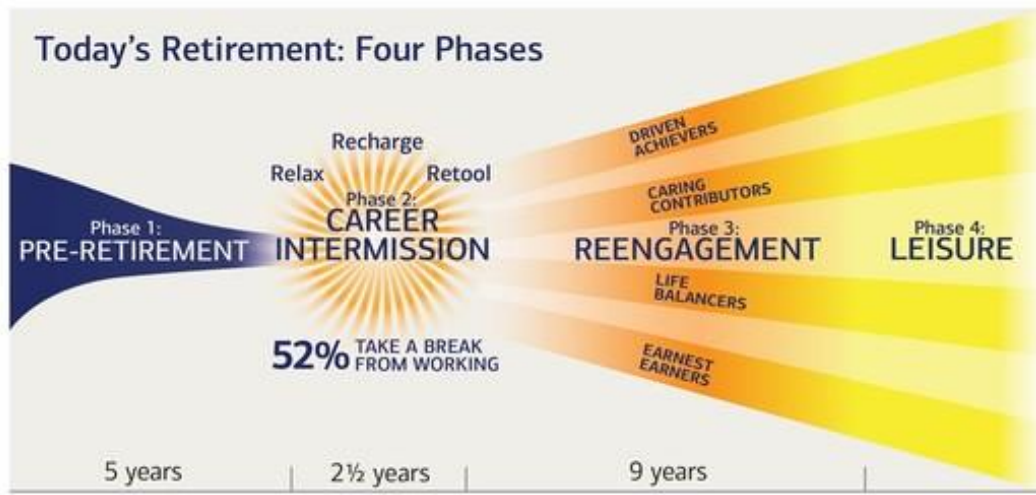 Today's Retirement: Four Phases
Phase 1:
PRE-RETIREMENT
Relax
Recharge
Retool
Phase 2:
CAREER
INTERMISSION
52% TAKE A BREAK
FROM WORKING
DRIVEN
ACHIEVERS
CARING
CONTRIBUTORS
Phase 3:
REENGAGEMENT
LIFE
BALANCERS
EARNEST
EARNERS
Phase 4:
LEISURE
5 years
2½ years
9 years